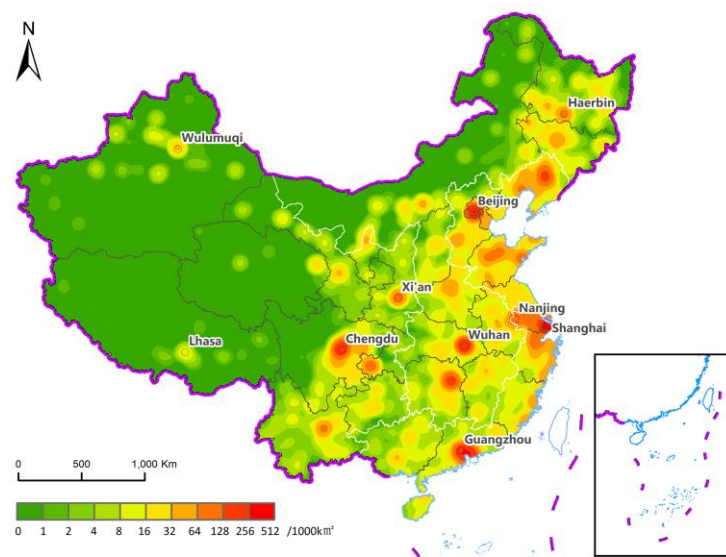 N
Haerbin
Wulumuqi
Beijing
Xi'an
Nanjing
Shanghai
Lhasa
Chengdu
Wuhan
Guangzhou
0 500 1,000 Km
0 1 2 4 8 16 32 64 128 256 512 /1000km²